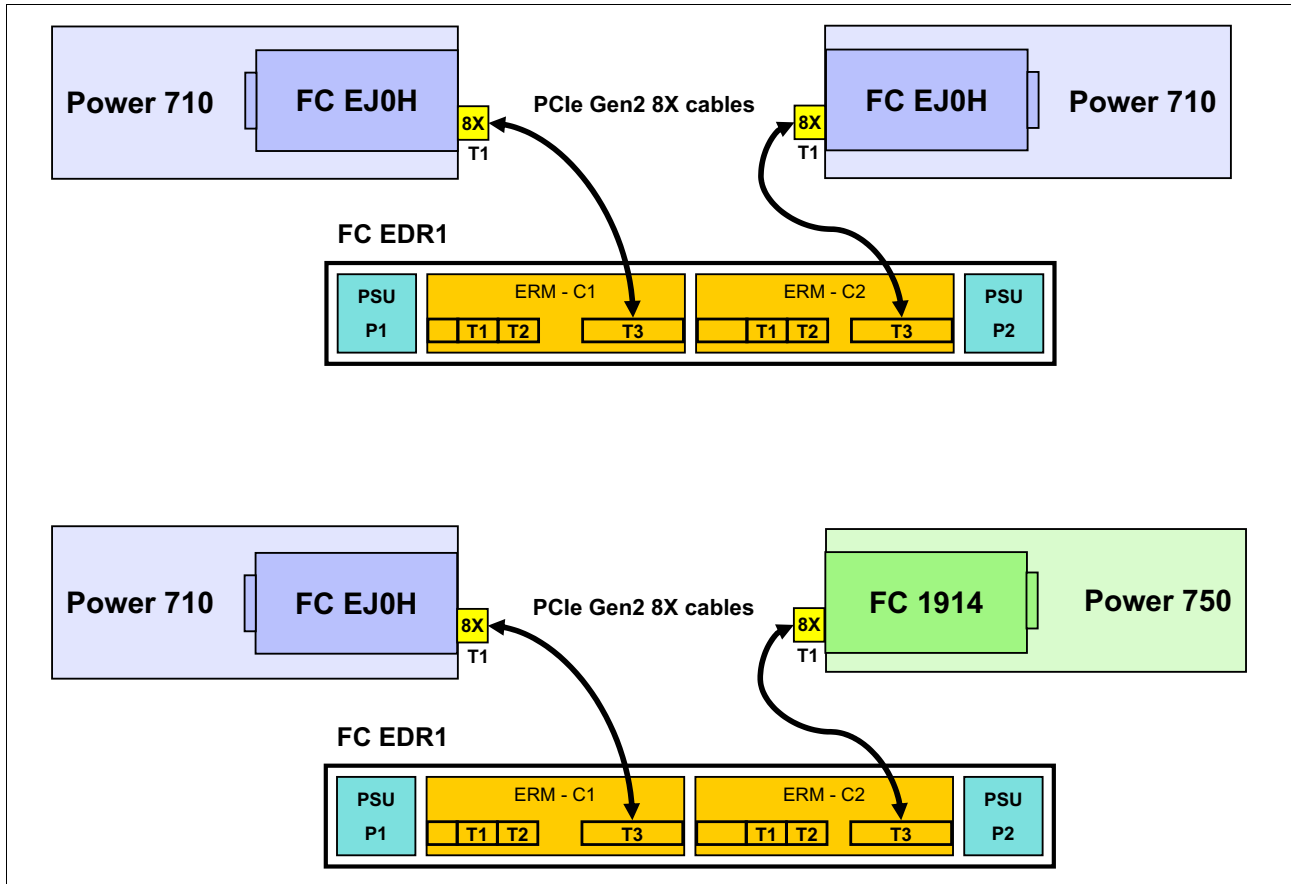 Power 710
FC EJ0H
8X
T1
PCIe Gen2 8X cables
8X
T1
FC EJ0H
Power 710
FC EDR1
PSU
P1
ERM - C1
T1 T2 T3
ERM - C2
T1 T2 T3
PSU
P2
Power 710
FC EJ0H
8X
T1
PCIe Gen2 8X cables
8X
T1
FC 1914
Power 750
FC EDR1
PSU
P1
ERM - C1
T1 T2 T3
ERM - C2
T1 T2 T3
PSU
P2